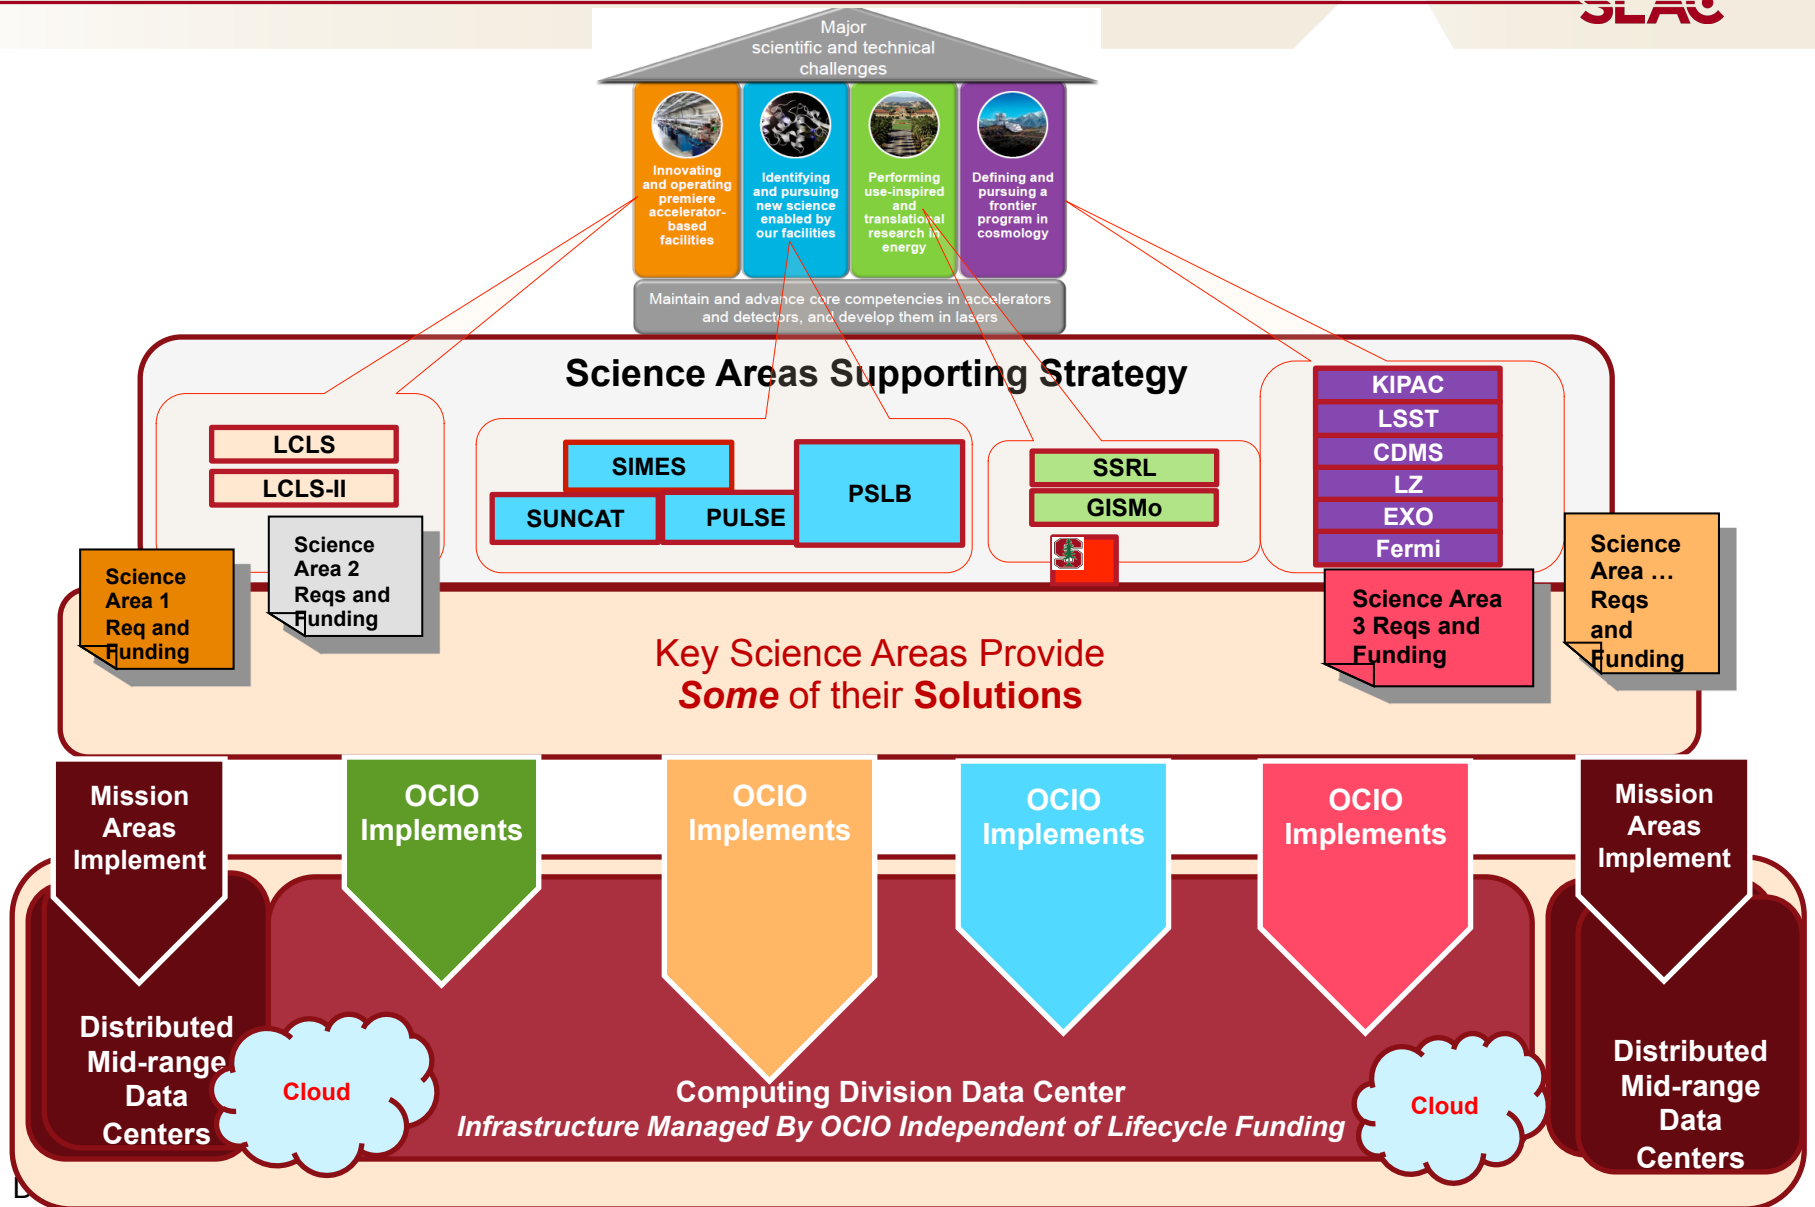 SLAC
Major
scientific and technical
challenges
Innovating
and operating
premiere
accelerator-
based
facilities
Identifying
and pursuing
new science
enabled by
our facilities
Performing
use-inspired
and
translational
research in
energy
Defining and
pursuing a
frontier
program in
cosmology
Maintain and advance core competencies in accelerators
and detectors, and develop them in lasers
Science Areas Supporting Strategy
LCLS
LCLS-II
SIMES
SUNCAT
PULSE
PSLB
SSRL
GISMo
KIPAC
LSST
CDMS
LZ
EXO
Fermi
Science
Area 1
Req and
Funding
Science
Area 2
Reqs and
Funding
Science Area
3 Reqs and
Funding
Science
Area …
Reqs
and
Funding
Key Science Areas Provide
Some of their Solutions
Mission
Areas
Implement
OCIO
Implements
OCIO
Implements
OCIO
Implements
OCIO
Implements
Mission
Areas
Implement
Distributed
Mid-range
Data
Centers
Cloud
Computing Division Data Center
Infrastructure Managed By OCIO Independent of Lifecycle Funding
Cloud
Distributed
Mid-range
Data
Centers